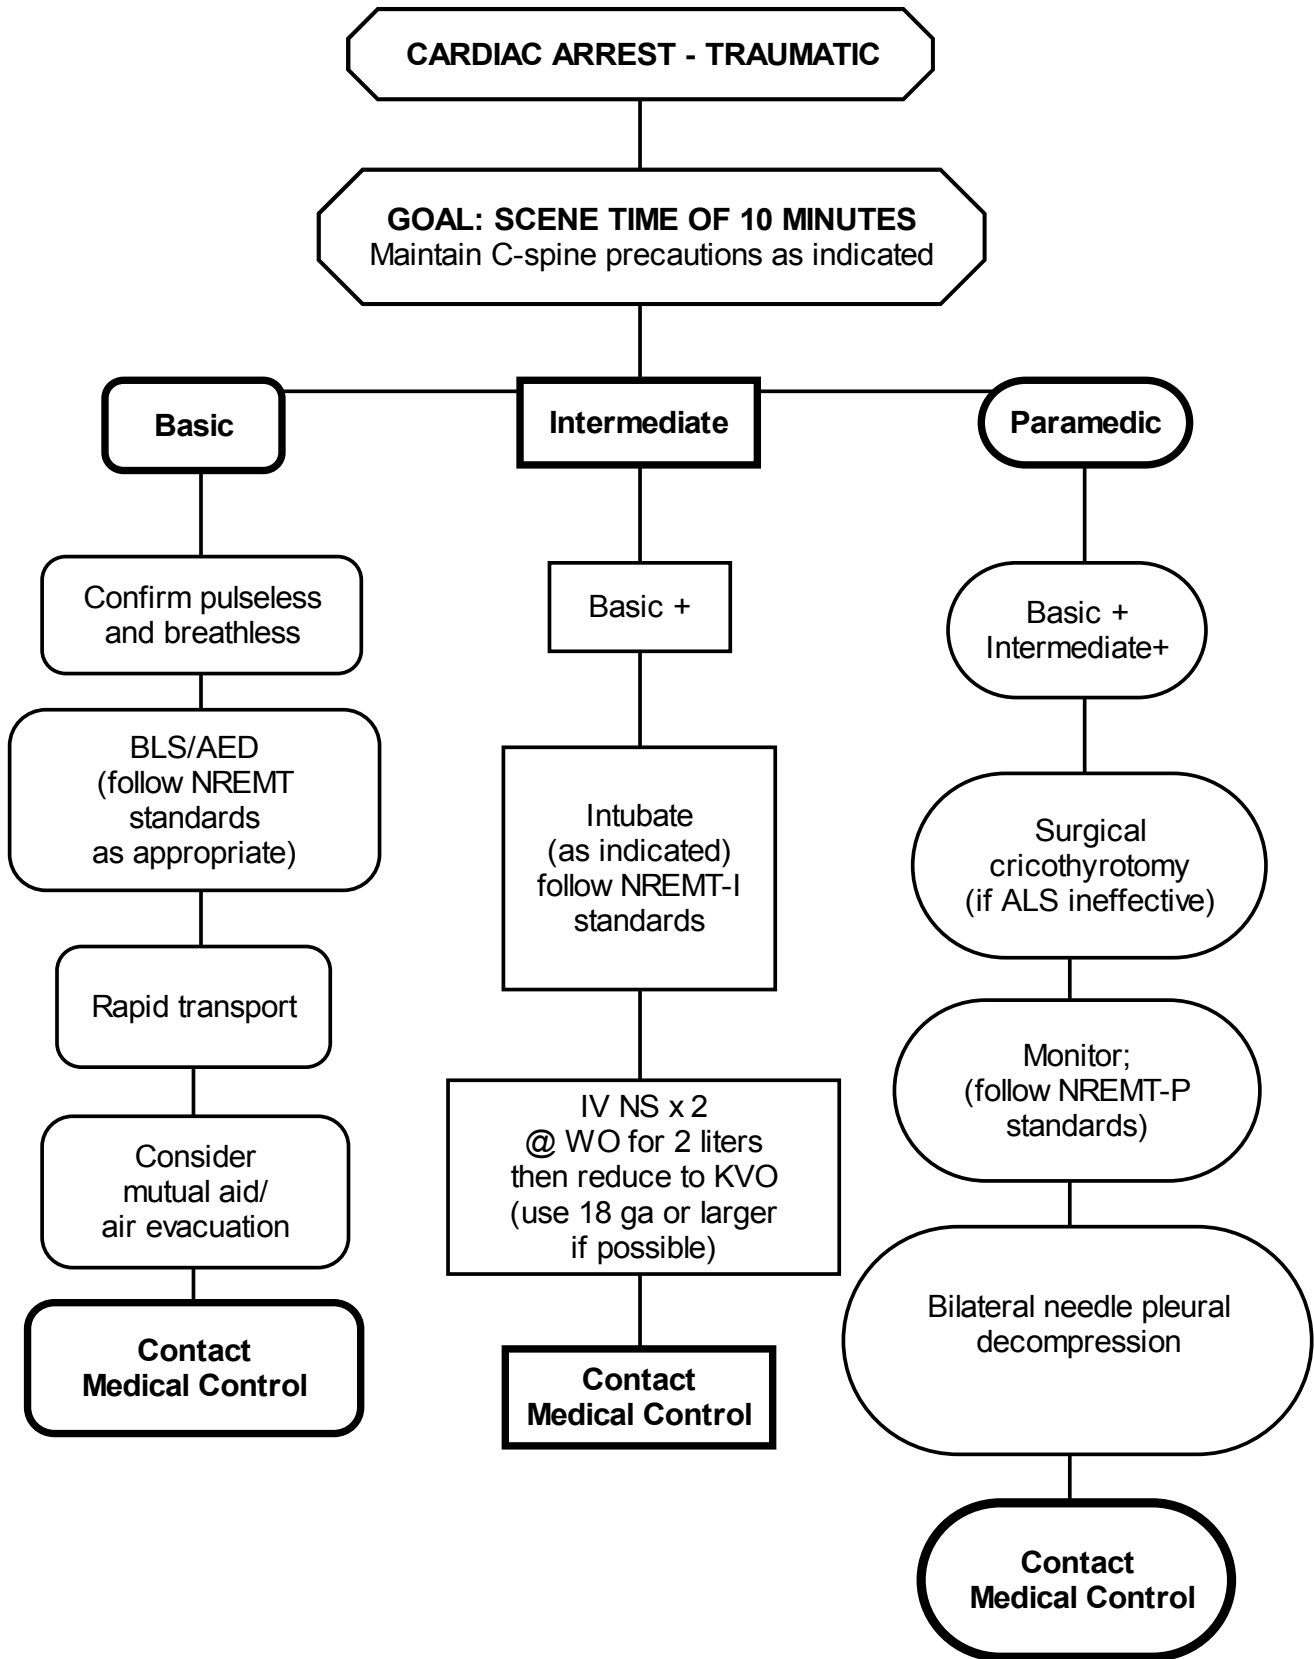 CARDIAC ARREST - TRAUMATIC
GOAL: SCENE TIME OF 10 MINUTES
Maintain C-spine precautions as indicated
Basic
Confirm pulseless
and breathless
BLS/AED
(follow NREMT
standards
as appropriate)
Rapid transport
Consider
mutual aid/
air evacuation
Contact
Medical Control
Intermediate
Basic +
Intubate
(as indicated)
follow NREMT-I
standards
IV NS x 2
@ WO for 2 liters
then reduce to KVO
(use 18 ga or larger
if possible)
Contact
Medical Control
Paramedic
Basic +
Intermediate+
Surgical
cricothyrotomy
(if ALS ineffective)
Monitor;
(follow NREMT-P
standards)
Bilateral needle pleural
decompression
Contact
Medical Control